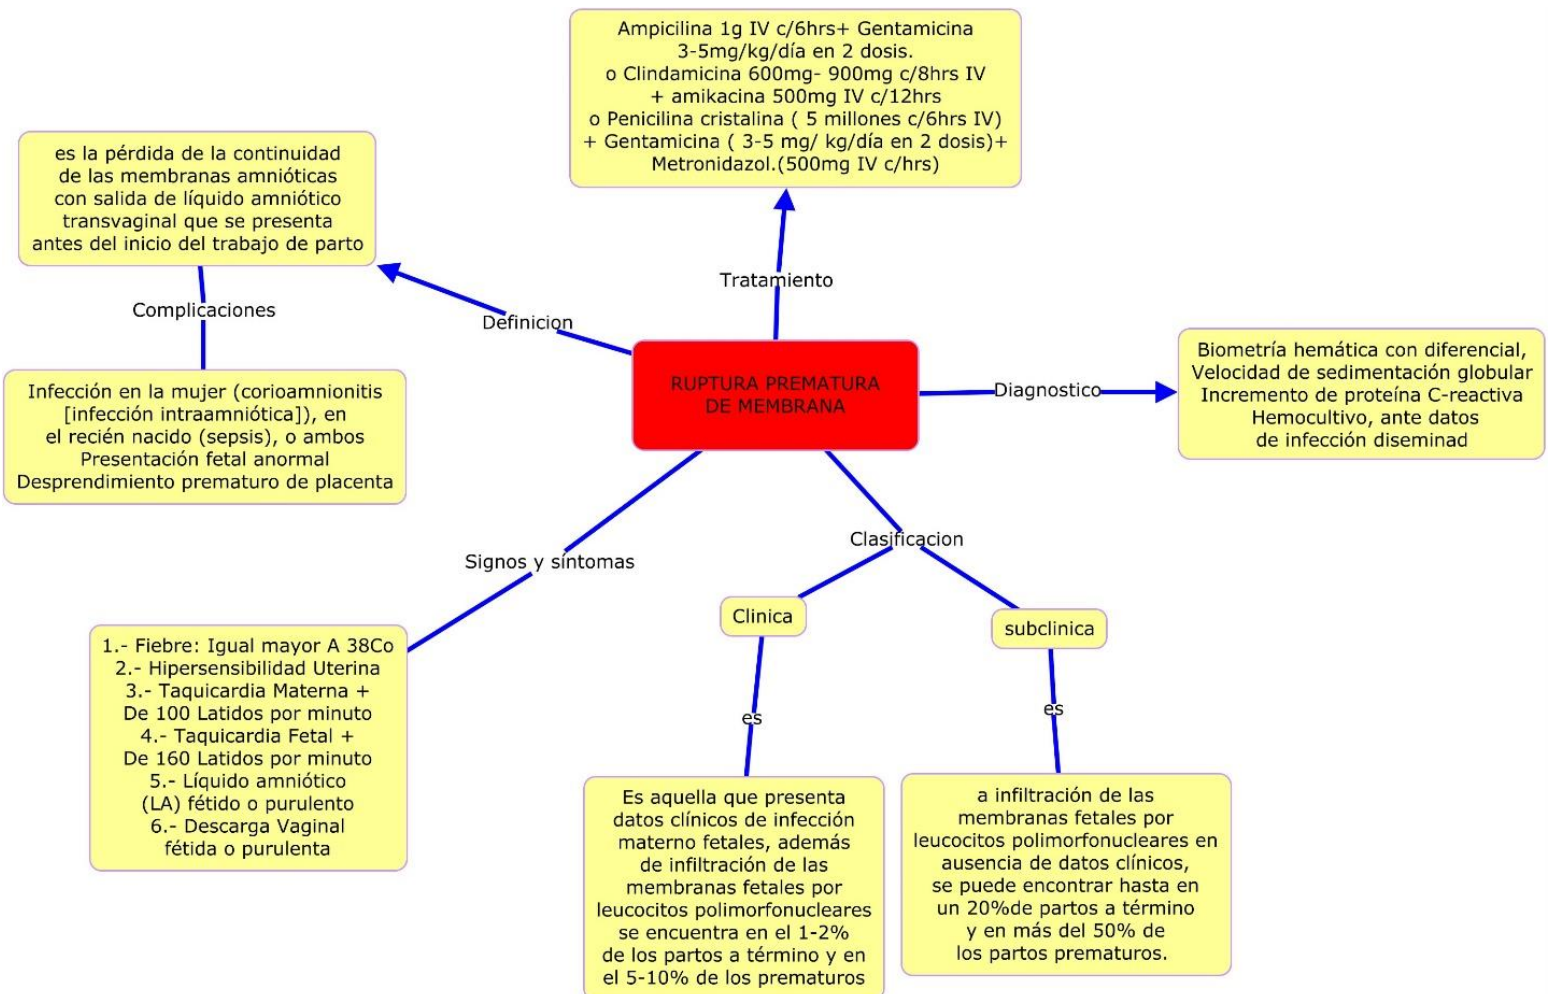 Ampicilina 1g IV c/6hrs+ Gentamicina
3-5mg/kg/día en 2 dosis.
o Clindamicina 600mg- 900mg c/8hrs IV
+ amikacina 500mg IV c/12hrs
o Penicilina cristalina ( 5 millones c/6hrs IV)
+ Gentamicina ( 3-5 mg/ kg/día en 2 dosis)+
Metronidazol.(500mg IV c/hrs)
es la pérdida de la continuidad
de las membranas amnióticas
con salida de líquido amniótico
transvaginal que se presenta
antes del inicio del trabajo de parto
Tratamiento
Complicaciones
Definicion
Infección en la mujer (corioamnionitis
[infección intraamniótica]), en
el recién nacido (sepsis), o ambos
Presentación fetal anormal
Desprendimiento prematuro de placenta
RUPTURA PREMATURA
DE MEMBRANA
Diagnostico
Biometría hemática con diferencial,
Velocidad de sedimentación globular
Incremento de proteína C-reactiva
Hemocultivo, ante datos
de infección diseminad
Signos y síntomas
Clasificacion
1.- Fiebre: Igual mayor A 38Co
2.- Hipersensibilidad Uterina
3.- Taquicardia Materna +
De 100 Latidos por minuto
4.- Taquicardia Fetal +
De 160 Latidos por minuto
5.- Líquido amniótico
(LA) fétido o purulento
6.- Descarga Vaginal
fétida o purulenta
Clinica
subclinica
es
es
Es aquella que presenta
datos clínicos de infección
materno fetales, además
de infiltración de las
membranas fetales por
leucocitos polimorfonucleares
se encuentra en el 1-2%
de los partos a término y en
el 5-10% de los prematuros
a infiltración de las
membranas fetales por
leucocitos polimorfonucleares en
ausencia de datos clínicos,
se puede encontrar hasta en
un 20%de partos a término
y en más del 50% de
los partos prematuros.